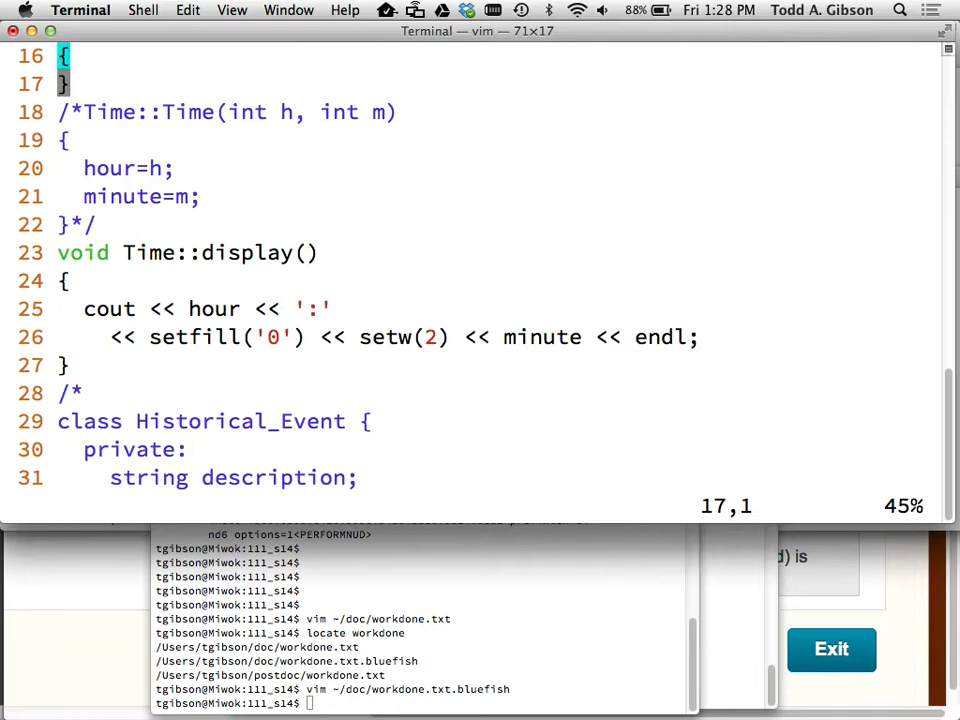 Terminal Shell Edit View Window Help 88% Fri 1:28 PM Todd A. Gibson
Terminal — vim — 71×17
16 {
17 }
18 /*Time::Time(int h, int m)
19 {
20   hour=h;
21   minute=m;
22 }*/
23 void Time::display()
24 {
25   cout << hour << ':'
26     << setfill('0') << setw(2) << minute << endl;
27 }
28 /*
29 class Historical_Event {
30   private:
31     string description;
17,1 45%
nd6 options=1<PERFORMNUD>
tgibson@Miwok:111_s14$
tgibson@Miwok:111_s14$
tgibson@Miwok:111_s14$
tgibson@Miwok:111_s14$
tgibson@Miwok:111_s14$
tgibson@Miwok:111_s14$ vim ~/doc/workdone.txt
tgibson@Miwok:111_s14$ locate workdone
/Users/tgibson/doc/workdone.txt
/Users/tgibson/doc/workdone.txt.bluefish
/Users/tgibson/postdoc/workdone.txt
tgibson@Miwok:111_s14$ vim ~/doc/workdone.txt.bluefish
tgibson@Miwok:111_s14$
d) is
Exit